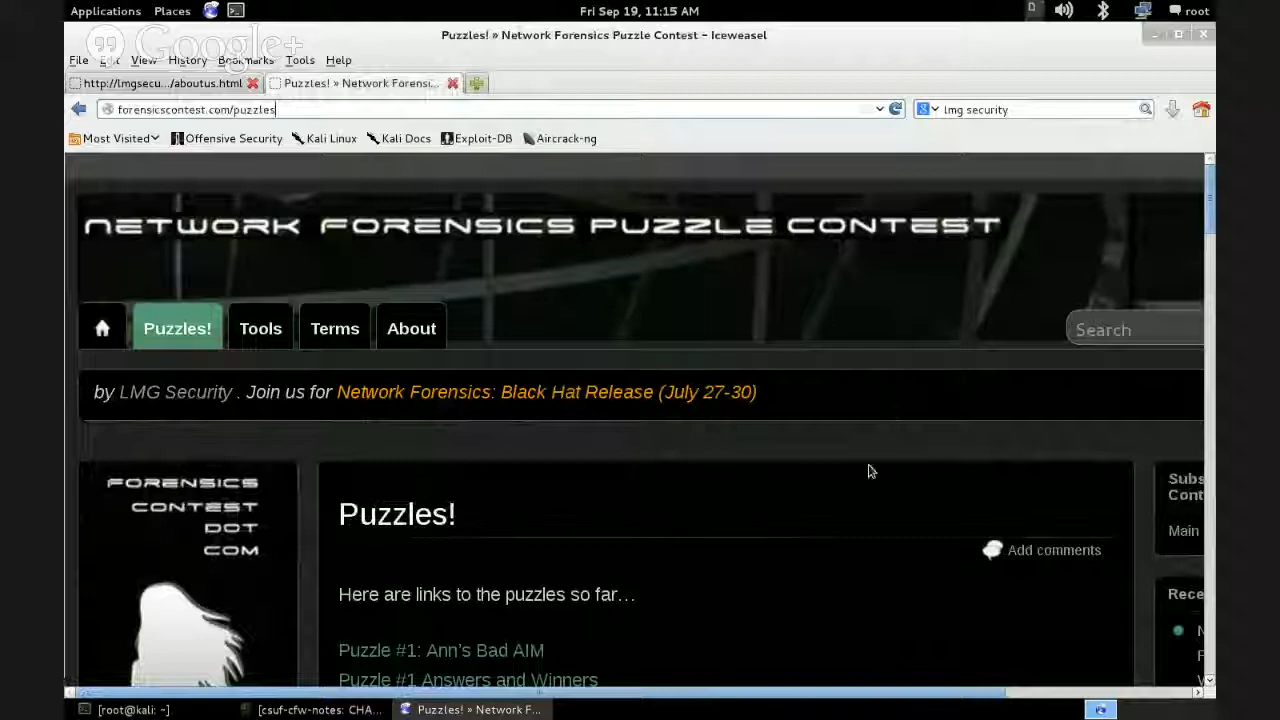 Applications Places Fri Sep 19, 11:15 AM root
Puzzles! » Network Forensics Puzzle Contest - Iceweasel
Google+
File Edit View History Bookmarks Tools Help
http://lmgsecu... /aboutus.html Puzzles! » Network Forensi...
forensicscontest.com/puzzles lmg security
Most Visited Offensive Security Kali Linux Kali Docs Exploit-DB Aircrack-ng
NETWORK FORENSICS PUZZLE CONTEST
Puzzles! Tools Terms About Search
by LMG Security . Join us for Network Forensics: Black Hat Release (July 27-30)
FORENSICS
CONTEST
DOT
COM
Puzzles!
Add comments
Here are links to the puzzles so far…
Puzzle #1: Ann's Bad AIM
Puzzle #1 Answers and Winners
Subs
Cont
Main
Rece
N
F
[root@kali: ~] [csuf-cfw-notes: CHA... Puzzles! » Network F...